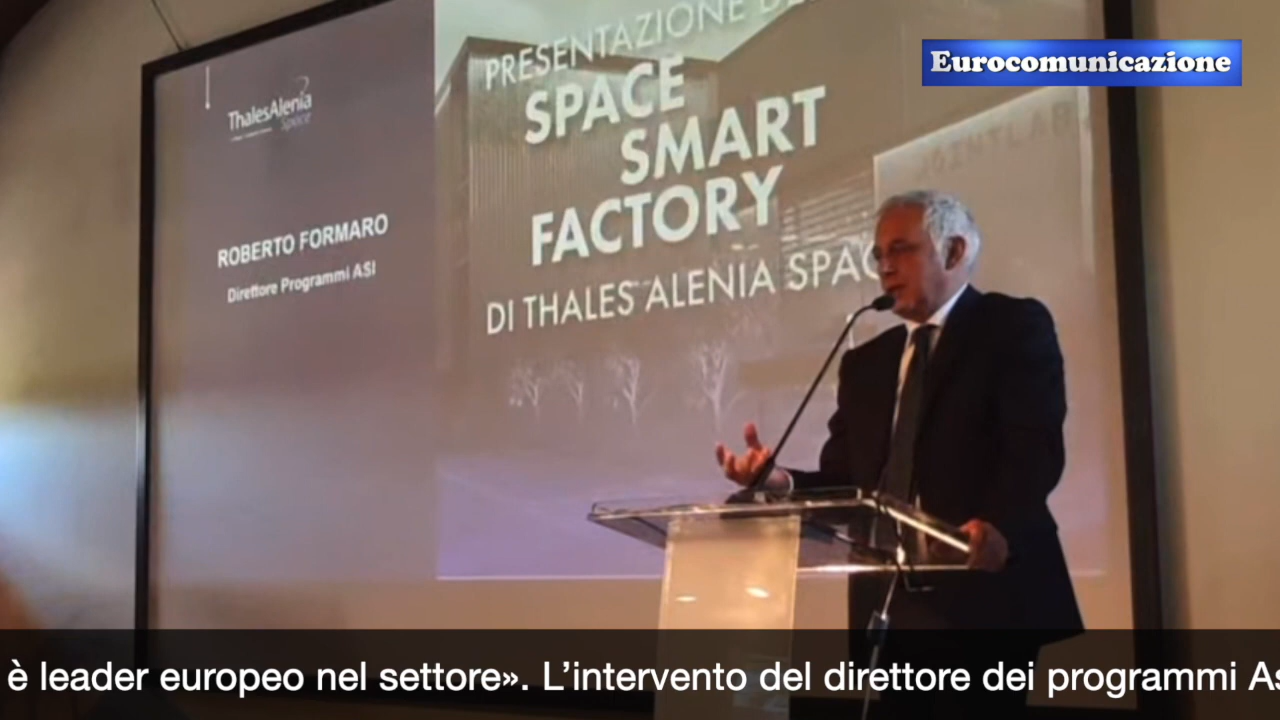 Eurocomunicazione
ThalesAlenia
Space
ROBERTO FORMARO
Direttore Programmi ASI
PRESENTAZIONE
SPACE
SMART
FACTORY
DI THALES ALENIA
è leader europeo nel settore». L’intervento del direttore dei programmi